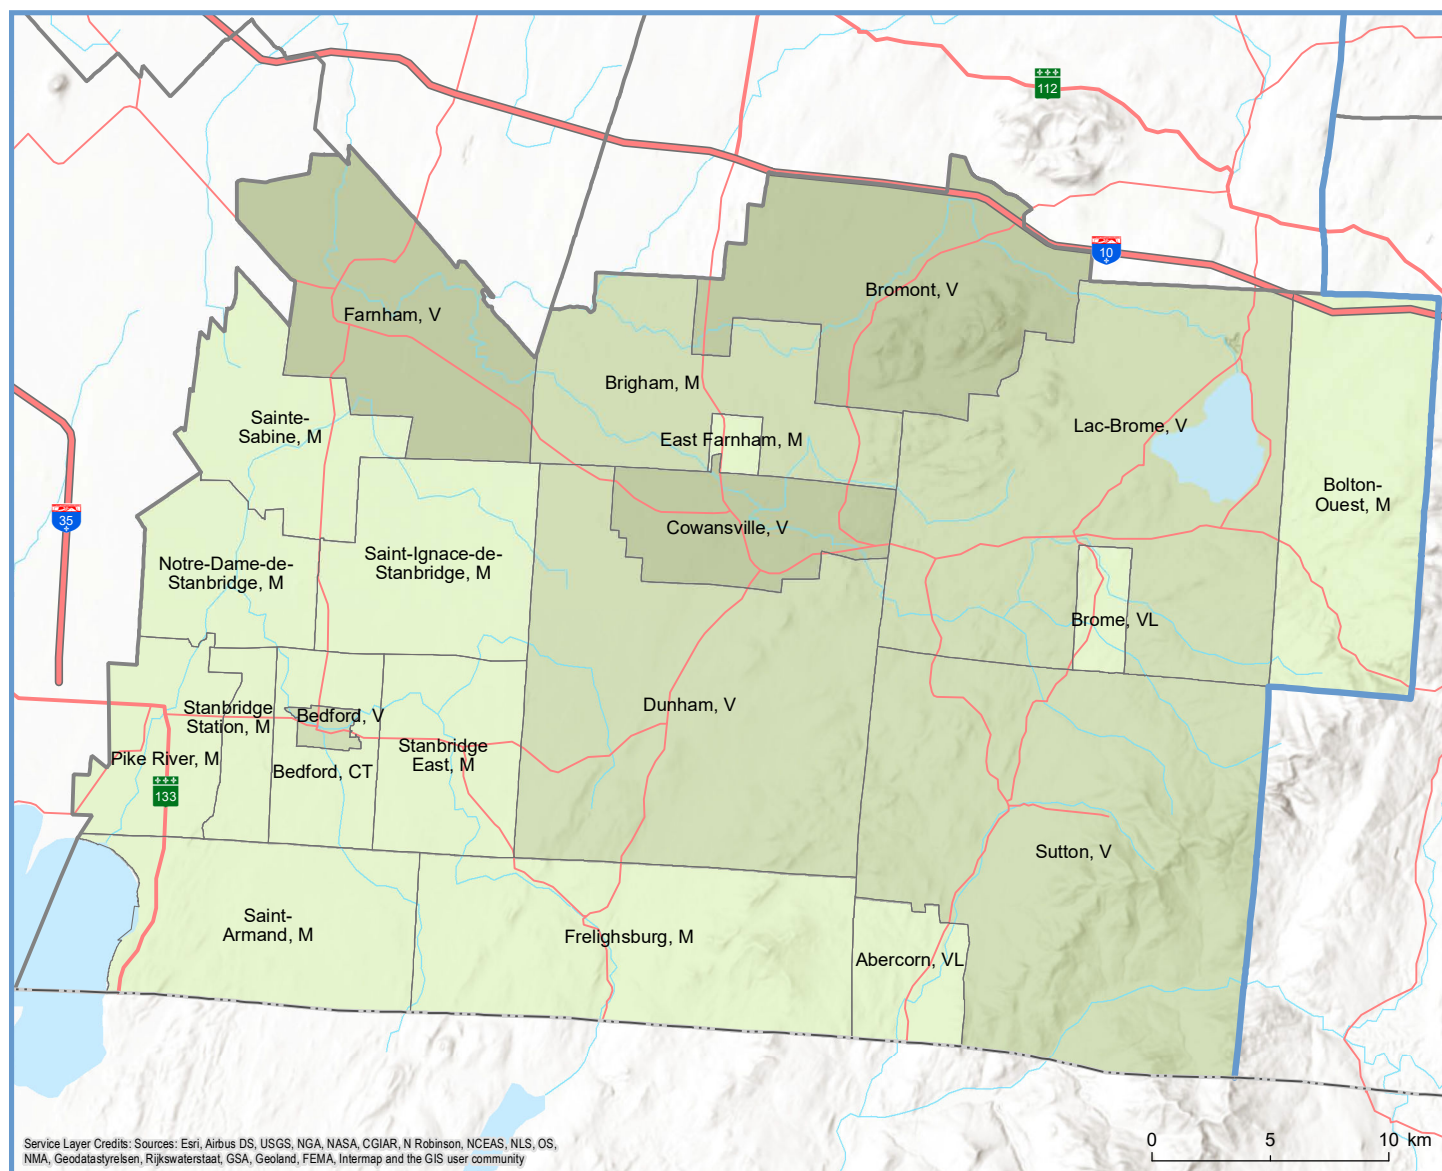 112
10
Bromont, V
Farnham, V
Brigham, M
Sainte-
Sabine, M
East Farnham, M
Lac-Brome, V
Bolton-
Ouest, M
35
Cowansville, V
Notre-Dame-de-
Stanbridge, M
Saint-Ignace-de-
Stanbridge, M
Brome, VL
Stanbridge
Station, M
Bedford, V
Dunham, V
Pike River, M
Bedford, CT
Stanbridge
East, M
133
Sutton, V
Saint-
Armand, M
Frelighsburg, M
Abercorn, VL
0 5 10 km
Service Layer Credits: Sources: Esri, Airbus DS, USGS, NGA, NASA, CGIAR, N Robinson, NCEAS, NLS, OS,
NMA, Geodatastyrelsen, Rijkswaterstaat, GSA, Geoland, FEMA, Intermap and the GIS user community